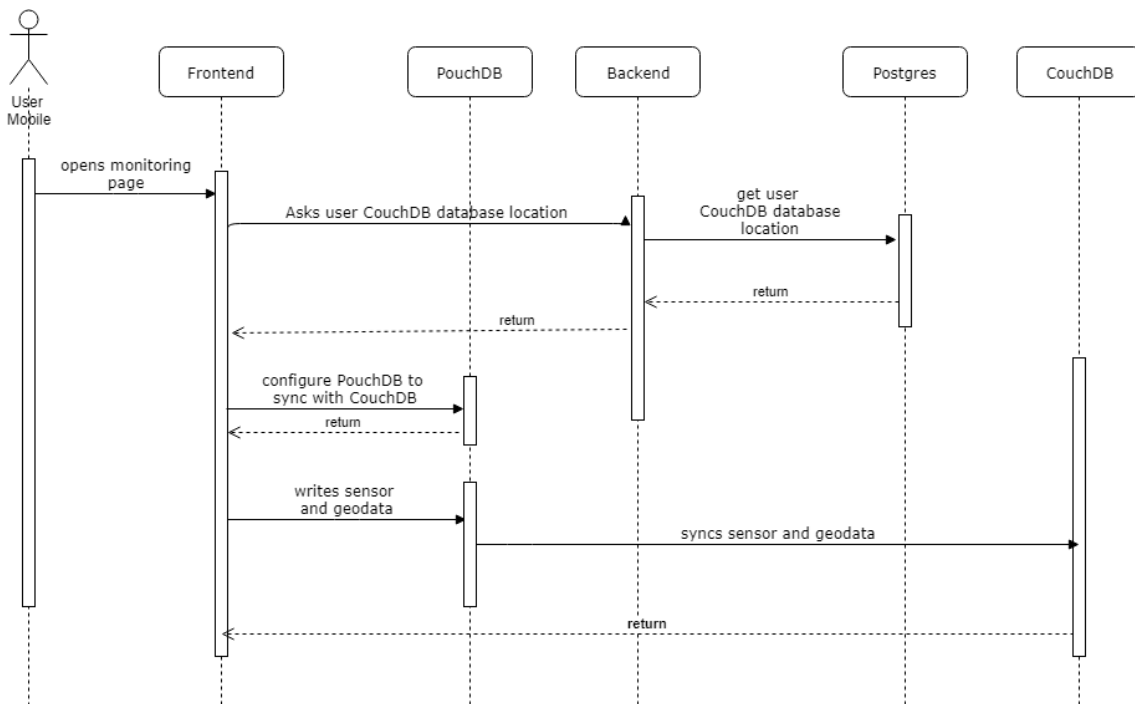 Frontend
PouchDB
Backend
Postgres
CouchDB
User
Mobile
opens monitoring
page
Asks user CouchDB database location
get user
CouchDB database
location
return
return
configure PouchDB to
sync with CouchDB
return
writes sensor
and geodata
syncs sensor and geodata
return